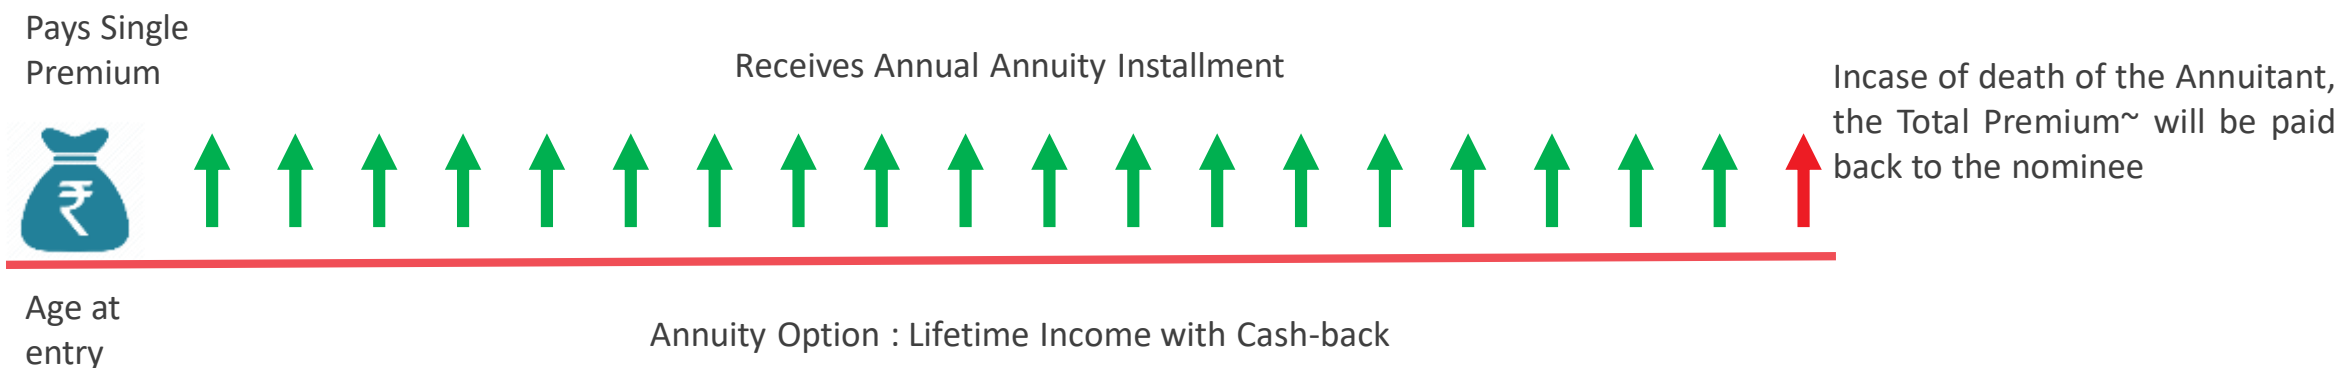 Pays Single
Premium
Receives Annual Annuity Installment
Incase of death of the Annuitant,
the Total Premium~ will be paid
back to the nominee
₹
Age at
entry
Annuity Option : Lifetime Income with Cash-back